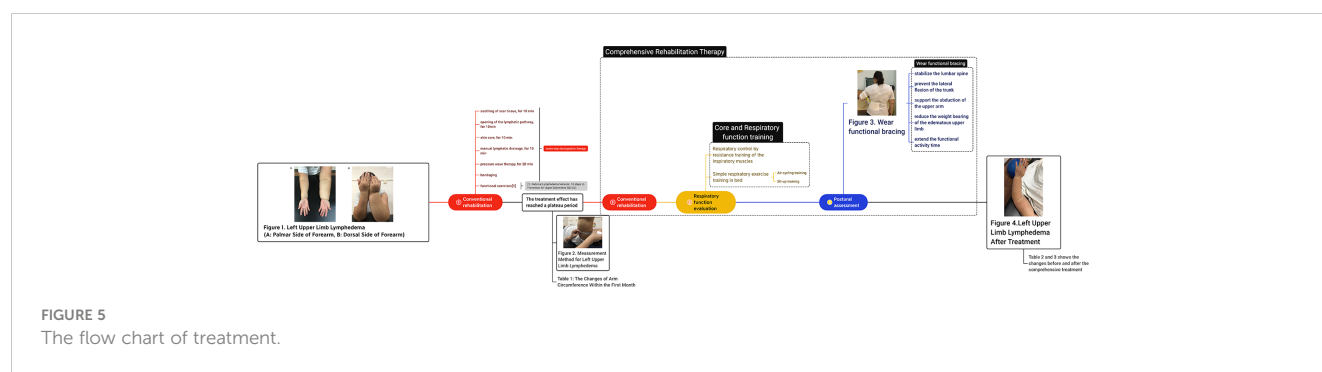 Comprehensive Rehabilitation Therapy
Wear functional bracing
stabilize the lumbar spine
prevent the lateral
flexion of the trunk
support the abduction of
the upper arm
reduce the weight bearing
of the edematous upper
limb
extend the functional
activity time
Figure 3. Wear
functional bracing
Core and Respiratory
function training
Respiratory control by
resistance training of the
inspiratory muscles
Simple respiratory exercise
training in bed
Air cycling training
Sit-up training
soothing of scar tissue, for 10 min
opening of the lymphatic pathway,
for 10min
skin care, for 10 min
manual lymphatic drainage, for 10
min
pressure wave therapy for 20 min
bandaging
functional exercises[5]
Figure I. Left Upper Limb Lymphedema
(A: Palmar Side of Forearm, B: Dorsal Side of Forearm)
Conventional
rehabilitation
The treatment effect has
reached a plateau period
Figure 2. Measurement
Method for Left Upper
Limb Lymphedema
Table 1: The Changes of Arm
Circumference Within the First Month
Conventional
rehabilitation
Respiratory
function
evaluation
Postural
assessment
Figure 4.Left Upper
Limb Lymphedema
After Treatment
Table 2 and 3 shows the
changes before and after the
comprehensive treatment
FIGURE 5
The flow chart of treatment.